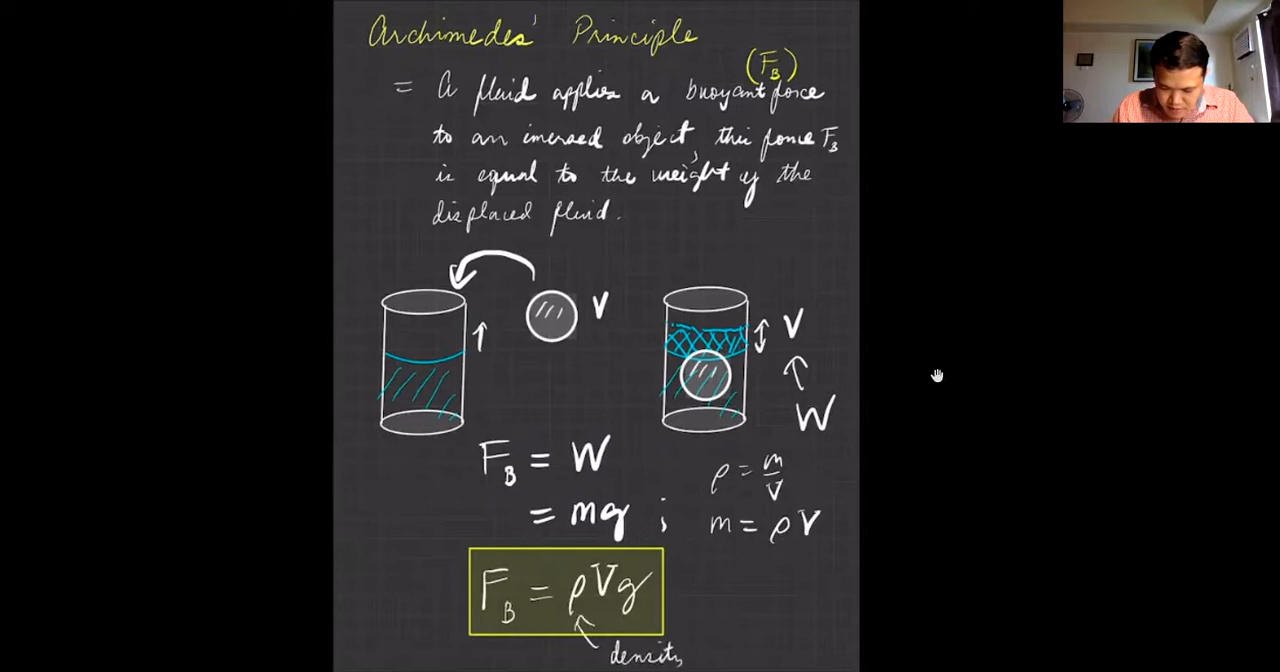 Archimedes' Principle
(F_B)
= A fluid applies a buoyant force
to an imersed object, this force F_B
is equal to the weight of the
displaced fluid.
V
V
W
F_B = W
ρ = m/V
= mg ;
m = ρV
F_B = ρVg
density